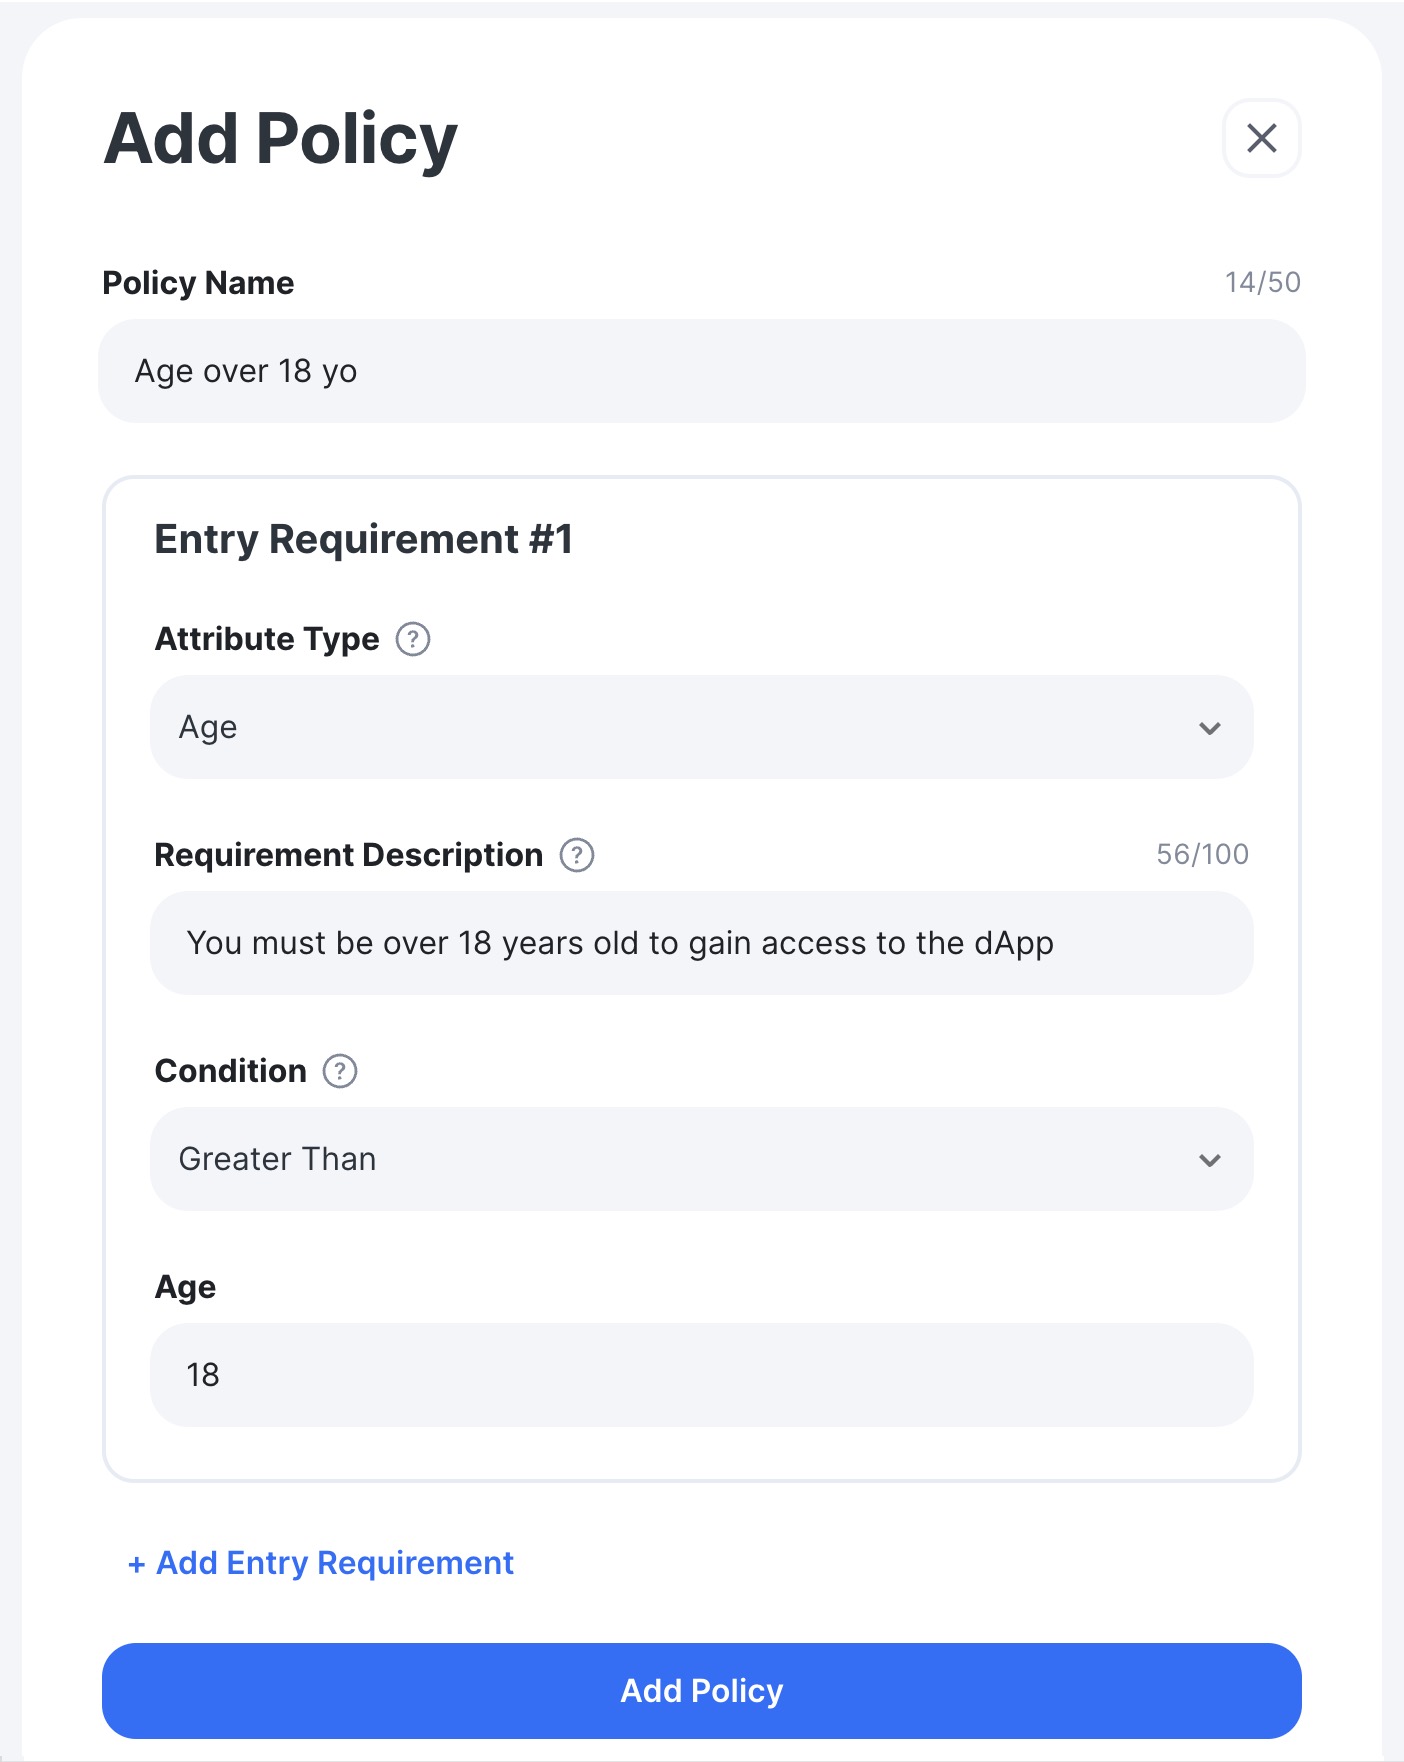 Add Policy
Policy Name
14/50
Age over 18 yo
Entry Requirement #1
Attribute Type ?
Age
Requirement Description ?
56/100
You must be over 18 years old to gain access to the dApp
Condition ?
Greater Than
Age
18
+ Add Entry Requirement
Add Policy